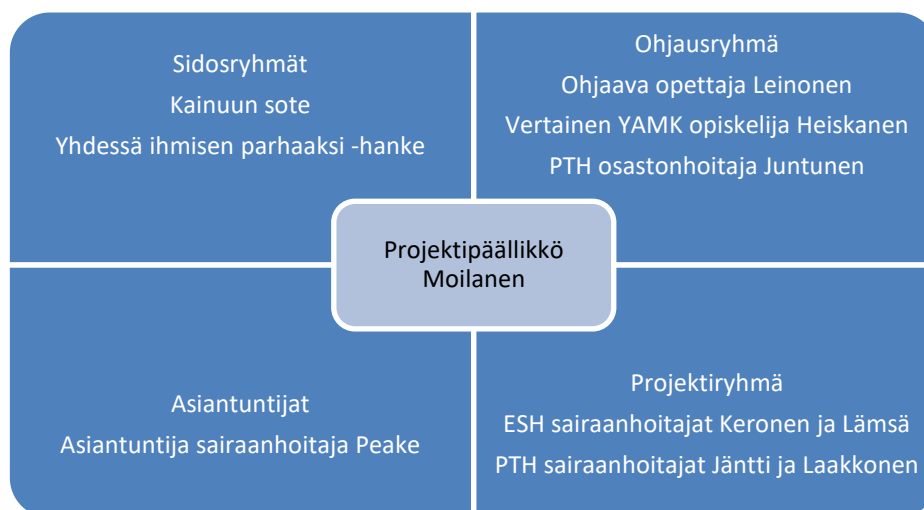 Sidosryhmät
Kainuun sote
Yhdessä ihmisen parhaaksi -hanke
Ohjausryhmä
Ohjaava opettaja Leinonen
Vertainen YAMK opiskelija Heiskanen
PTH osastonhoitaja Juntunen
Projektipäällikkö
Moilanen
Asiantuntijat
Asiantuntija sairaanhoitaja Peake
Projektiryhmä
ESH sairaanhoitajat Keronen ja Lämsä
PTH sairaanhoitajat Jäntti ja Laakkonen